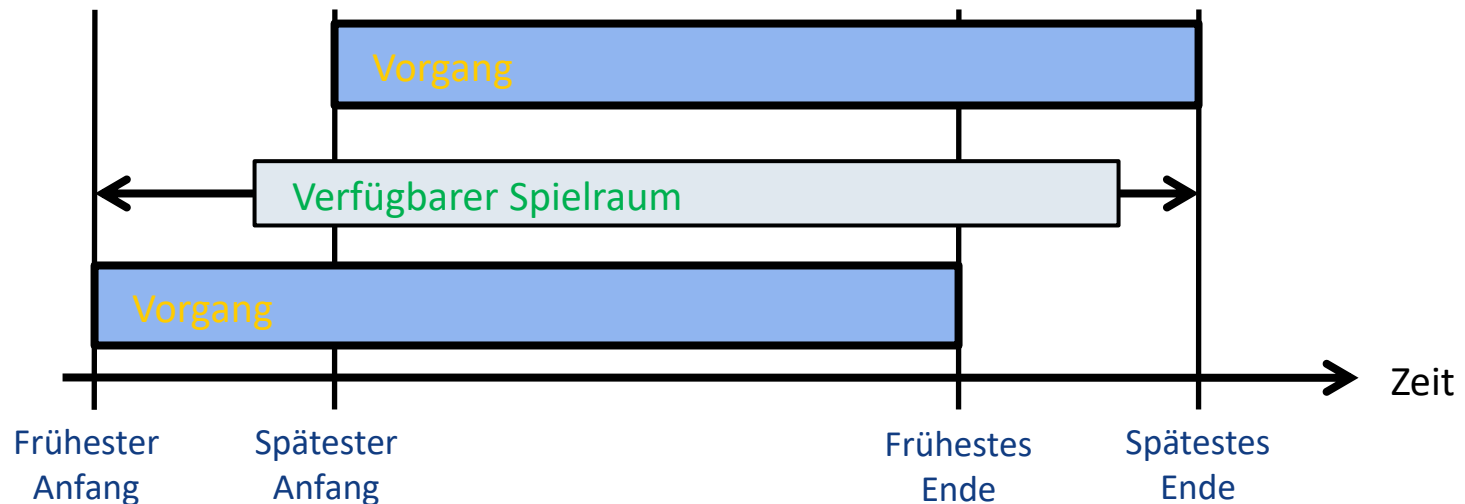 Vorgang
Verfügbarer Spielraum
Vorgang
Zeit
Frühester
Anfang
Spätester
Anfang
Frühestes
Ende
Spätestes
Ende